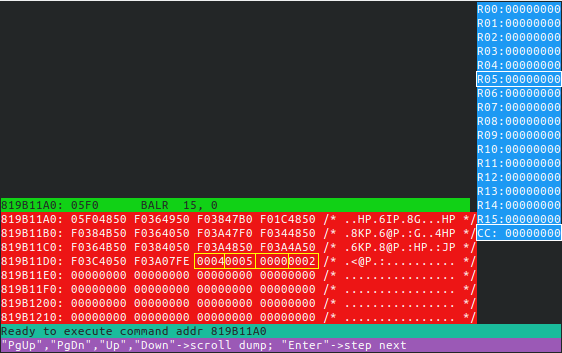 R00:00000000
R01:00000000
R02:00000000
R03:00000000
R04:00000000
R05:00000000
R06:00000000
R07:00000000
R08:00000000
R09:00000000
R10:00000000
R11:00000000
R12:00000000
R13:00000000
R14:00000000
R15:00000000
CC: 00000000
819B11A0: 05F0 BALR 15, 0
819B11A0: 05F04850 F0364950 F03847B0 F01C4850 /* ..HP.6IP.8G...HP */
819B11B0: F0384B50 F0364050 F03A47F0 F0344850 /* .8KP.6@P.:G..4HP */
819B11C0: F0364B50 F0384050 F03A4850 F03A4A50 /* .6KP.8@P.:HP.:JP */
819B11D0: F03C4050 F03A07FE 00040005 00000002 /* .<@P.:.......... */
819B11E0: 00000000 00000000 00000000 00000000 /* ................ */
819B11F0: 00000000 00000000 00000000 00000000 /* ................ */
819B1200: 00000000 00000000 00000000 00000000 /* ................ */
819B1210: 00000000 00000000 00000000 00000000 /* ................ */
Ready to execute command addr 819B11A0
"PgUp","PgDn","Up","Down"->scroll dump; "Enter"->step next